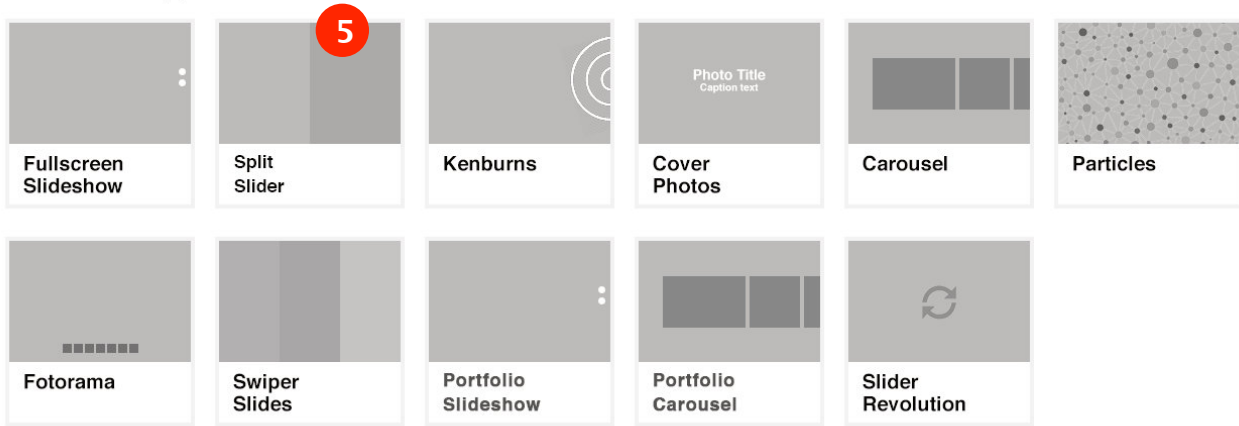 5
Photo Title
Caption text
Fullscreen
Slideshow
Split
Slider
Kenburns
Cover
Photos
Carousel
Particles
Fotorama
Swiper
Slides
Portfolio
Slideshow
Portfolio
Carousel
Slider
Revolution